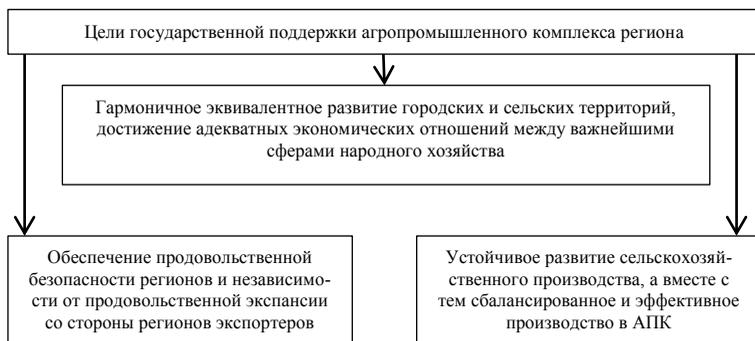 Цели государственной поддержки агропромышленного комплекса региона
Гармоничное эквивалентное развитие городских и сельских территорий,
достижение адекватных экономических отношений между важнейшими
сферами народного хозяйства
Обеспечение продовольственной
безопасности регионов и независимо-
сти от продовольственной экспансии
со стороны регионов экспортеров
Устойчивое развитие сельскохозяй-
ственного производства, а вместе с
тем сбалансированное и эффективное
производство в АПК